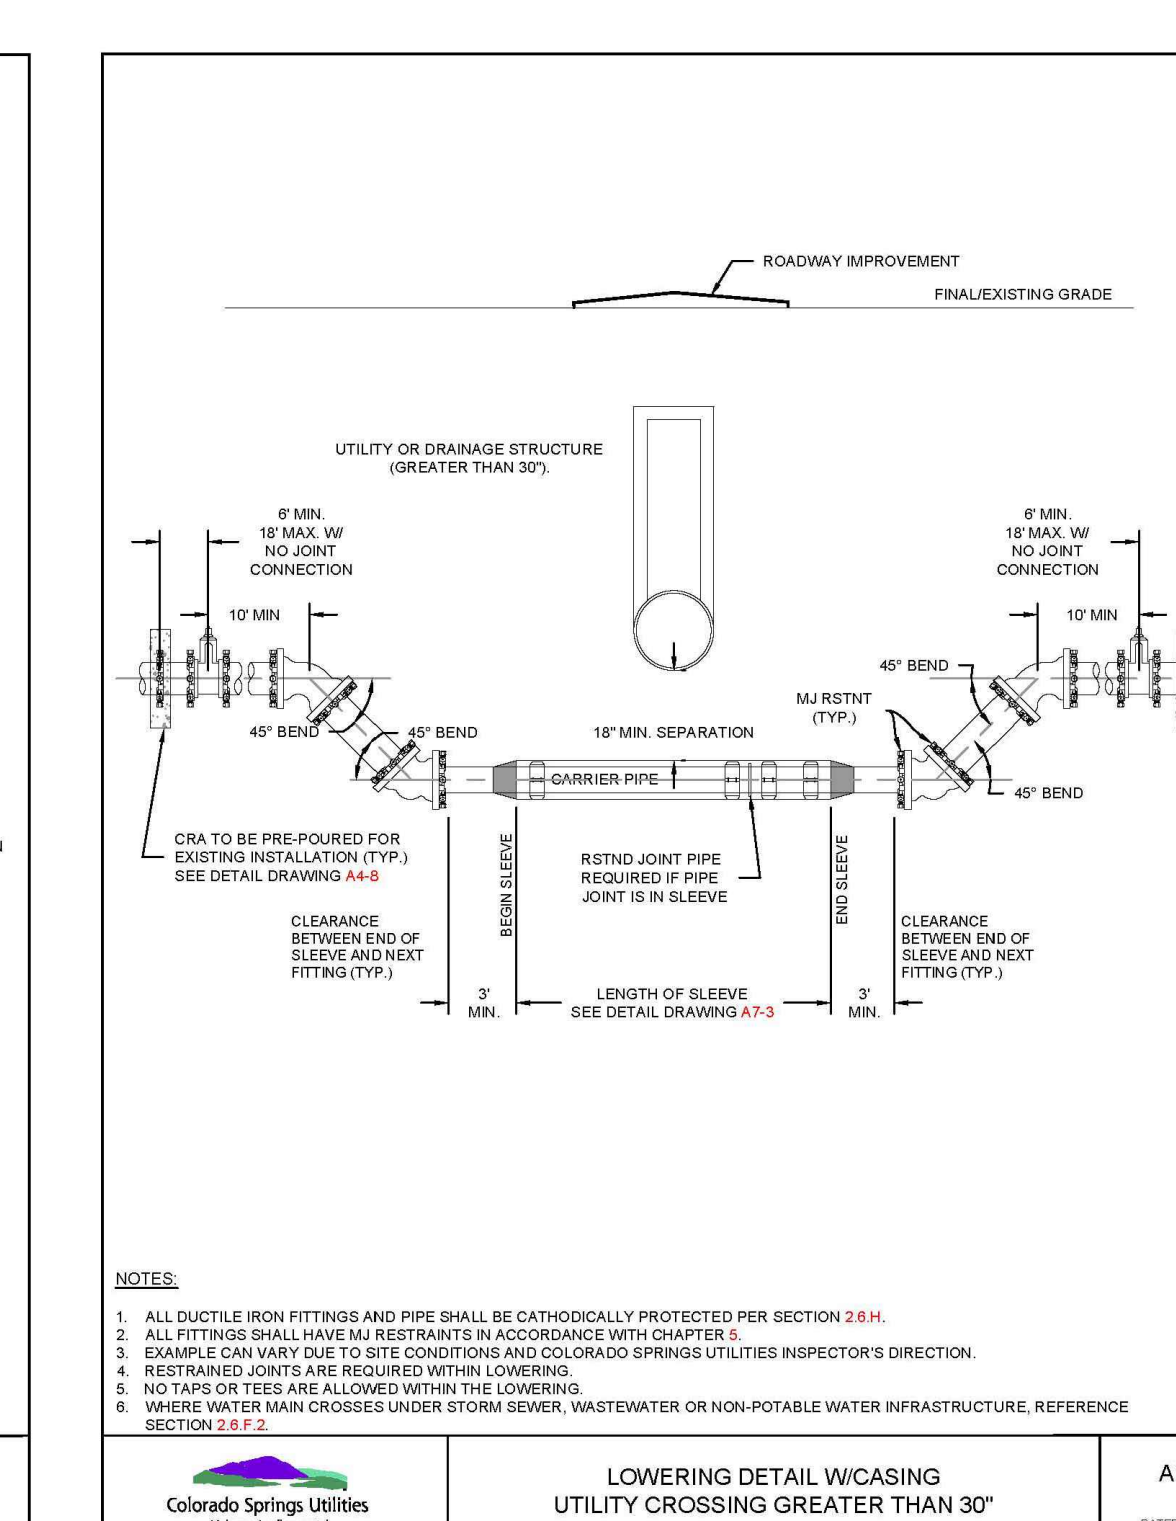 ROADWAY IMPROVEMENT
FINAL/EXISTING GRADE
UTILITY OR DRAINAGE STRUCTURE
(GREATER THAN 30").
6' MIN.
18' MAX. W/
NO JOINT
CONNECTION
10' MIN
6' MIN.
18' MAX. W/
NO JOINT
CONNECTION
10' MIN
45° BEND
MJ RSTNT
(TYP.)
45° BEND
45° BEND
18" MIN. SEPARATION
CARRIER PIPE
45° BEND
CRA TO BE PRE-POURED FOR
EXISTING INSTALLATION (TYP.)
SEE DETAIL DRAWING A4-8
BEGIN SLEEVE
RSTND JOINT PIPE
REQUIRED IF PIPE
JOINT IS IN SLEEVE
END SLEEVE
CLEARANCE
BETWEEN END OF
SLEEVE AND NEXT
FITTING (TYP.)
CLEARANCE
BETWEEN END OF
SLEEVE AND NEXT
FITTING (TYP.)
3'
MIN.
LENGTH OF SLEEVE
SEE DETAIL DRAWING A7-3
3'
MIN.
NOTES:
1. ALL DUCTILE IRON FITTINGS AND PIPE SHALL BE CATHODICALLY PROTECTED PER SECTION 2.6.H.
2. ALL FITTINGS SHALL HAVE MJ RESTRAINTS IN ACCORDANCE WITH CHAPTER 5.
3. EXAMPLE CAN VARY DUE TO SITE CONDITIONS AND COLORADO SPRINGS UTILITIES INSPECTOR'S DIRECTION.
4. RESTRAINED JOINTS ARE REQUIRED WITHIN LOWERING.
5. NO TAPS OR TEES ARE ALLOWED WITHIN THE LOWERING.
6. WHERE WATER MAIN CROSSES UNDER STORM SEWER, WASTEWATER OR NON-POTABLE WATER INFRASTRUCTURE, REFERENCE
SECTION 2.6.F.2.
Colorado Springs Utilities
LOWERING DETAIL W/CASING
UTILITY CROSSING GREATER THAN 30"
A